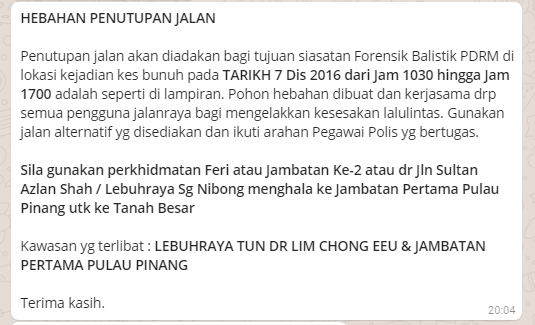 HEBAHAN PENUTUPAN JALAN
Penutupan jalan akan diadakan bagi tujuan siasatan Forensik Balistik PDRM di
lokasi kejadian kes bunuh pada TARIKH 7 Dis 2016 dari Jam 1030 hingga Jam
1700 adalah seperti di lampiran. Pohon hebahan dibuat dan kerjasama drp
semua pengguna jalanraya bagi mengelakkan kesesakan lalulintas. Gunakan
jalan alternatif yg disediakan dan ikuti arahan Pegawai Polis yg bertugas.
Sila gunakan perkhidmatan Feri atau Jambatan Ke-2 atau dr Jln Sultan
Azlan Shah / Lebuhraya Sg Nibong menghala ke Jambatan Pertama Pulau
Pinang utk ke Tanah Besar
Kawasan yg terlibat : LEBUHRAYA TUN DR LIM CHONG EEU & JAMBATAN
PERTAMA PULAU PINANG
Terima kasih.
20:04